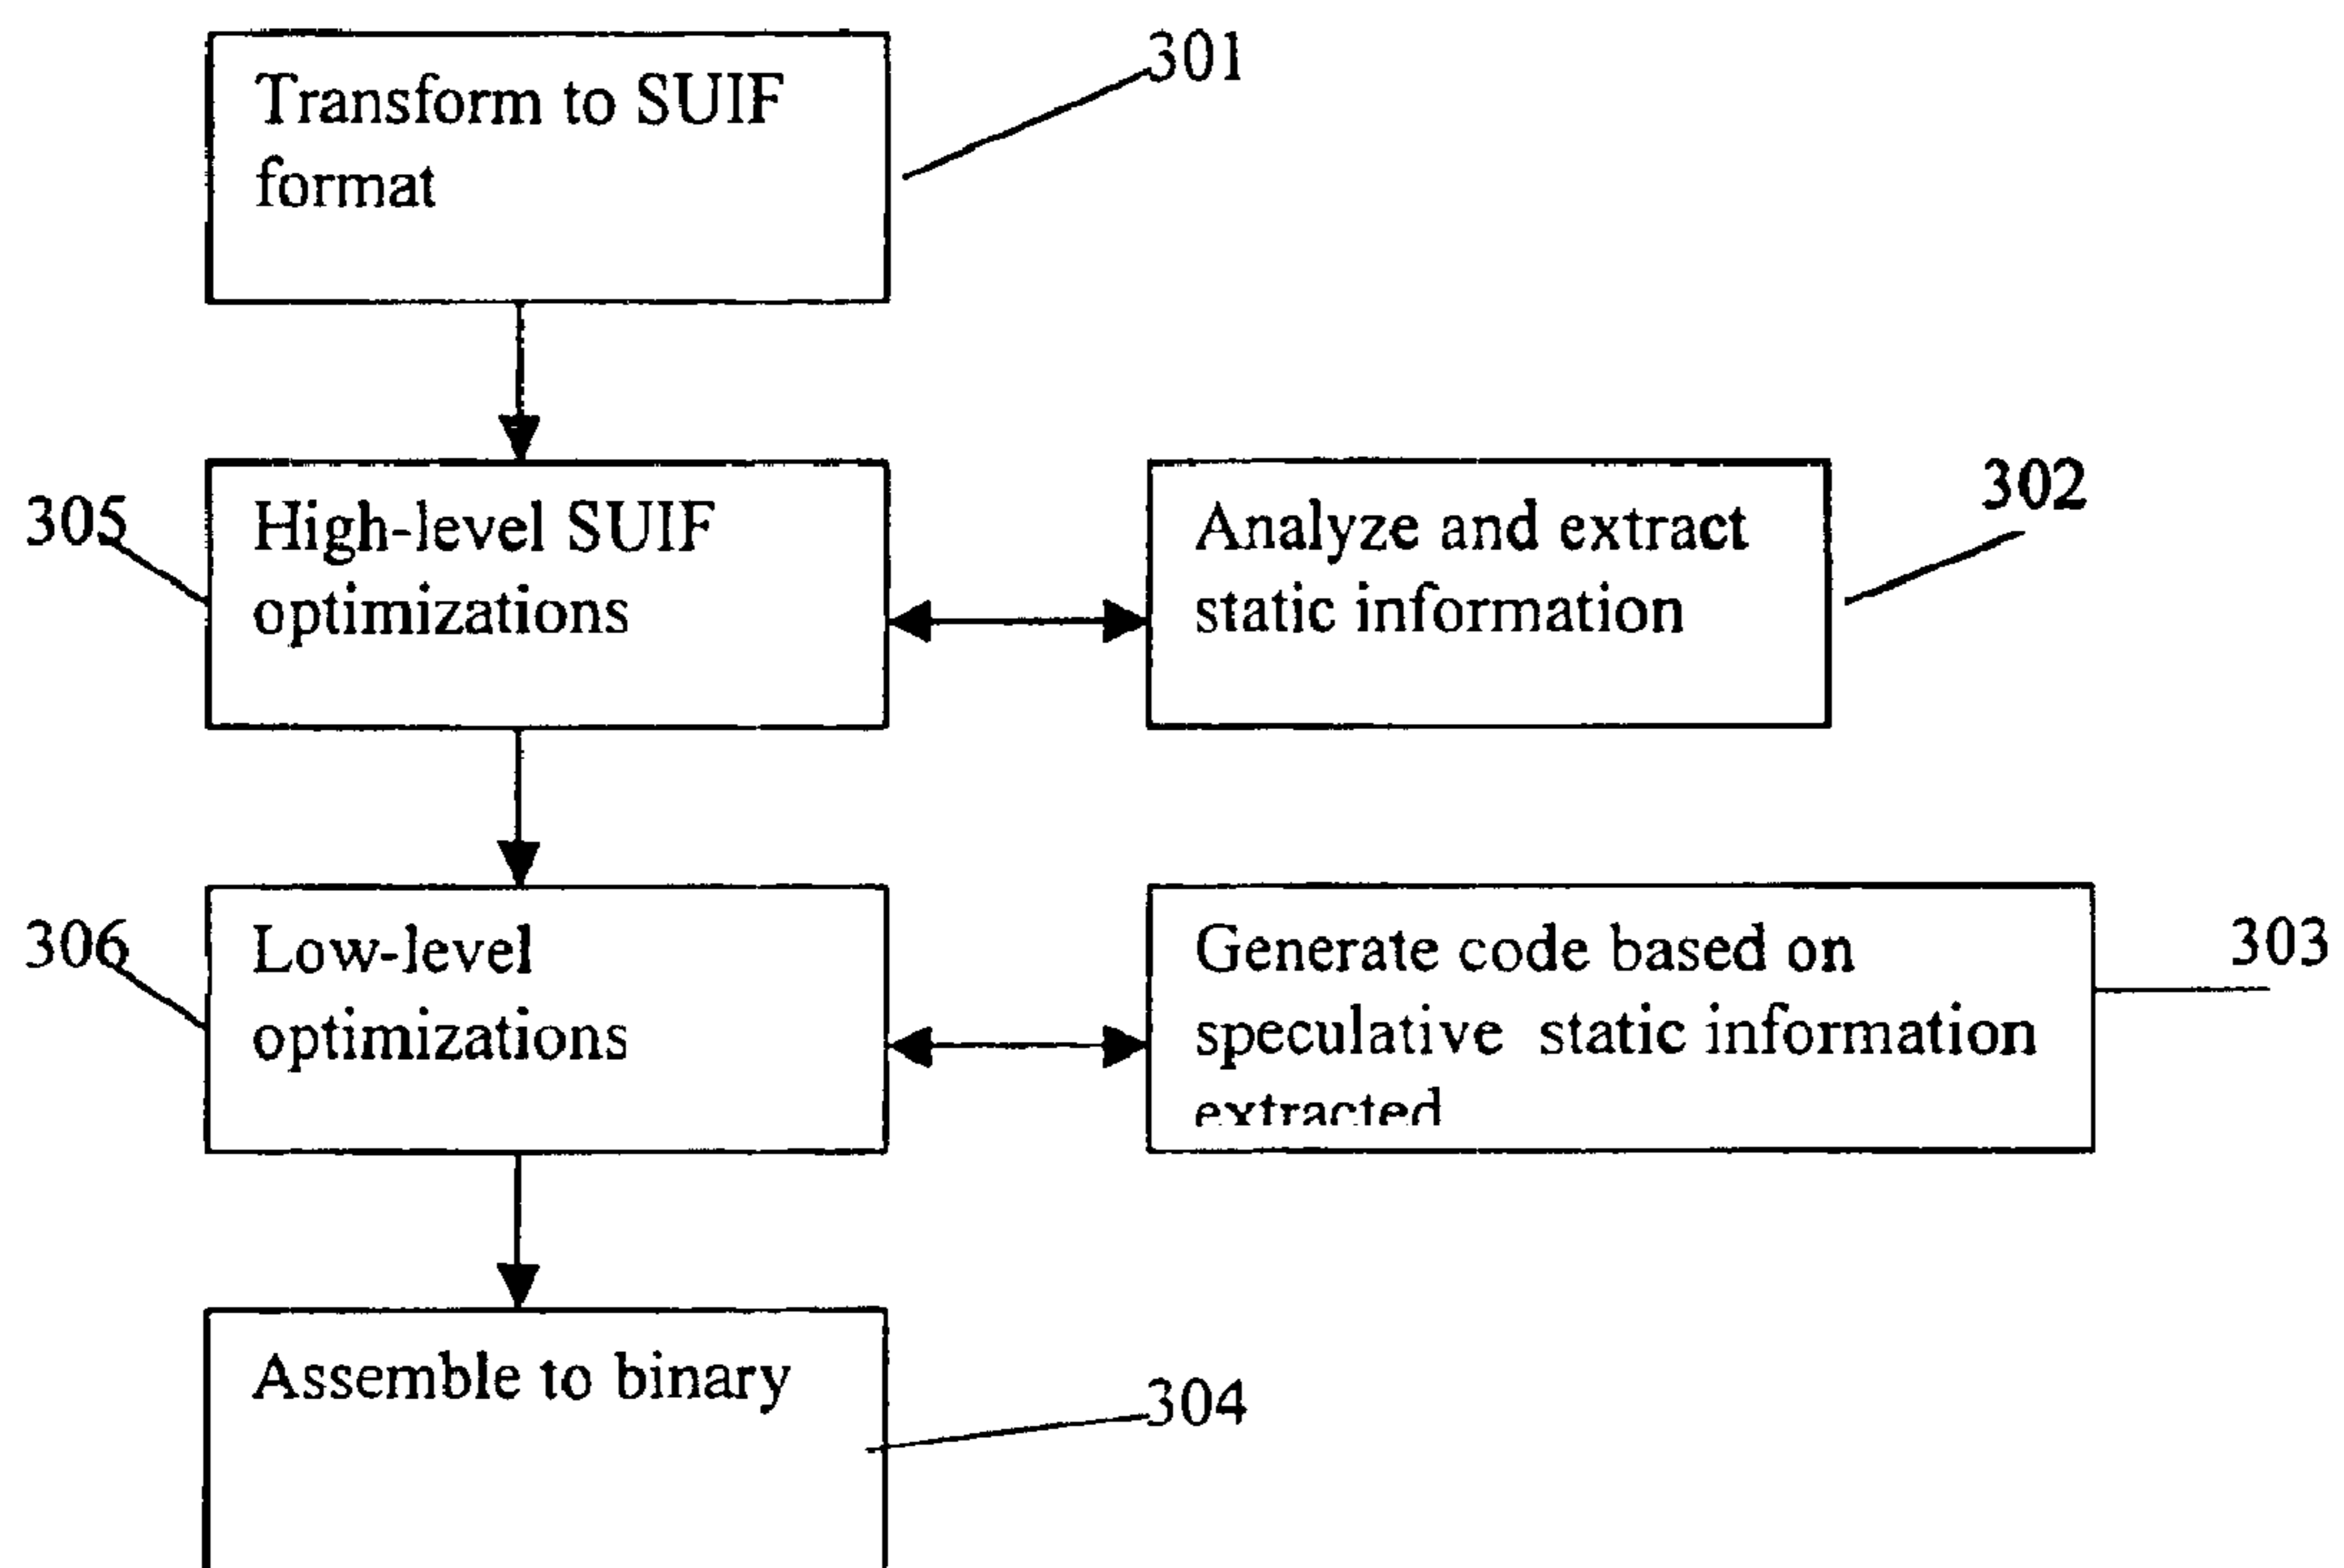 Transform to SUIF
format
301
305
High-level SUIF
optimizations
Analyze and extract
static information
302
306
Low-level
optimizations
Generate code based on
speculative static information
extracted
303
Assemble to binary
304